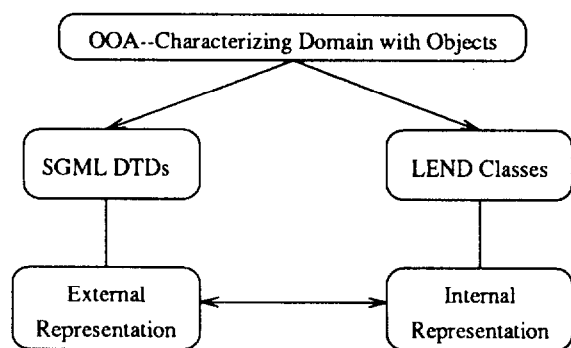 OOA--Characterizing Domain with Objects
SGML DTDs
LEND Classes
External
Representation
Internal
Representation